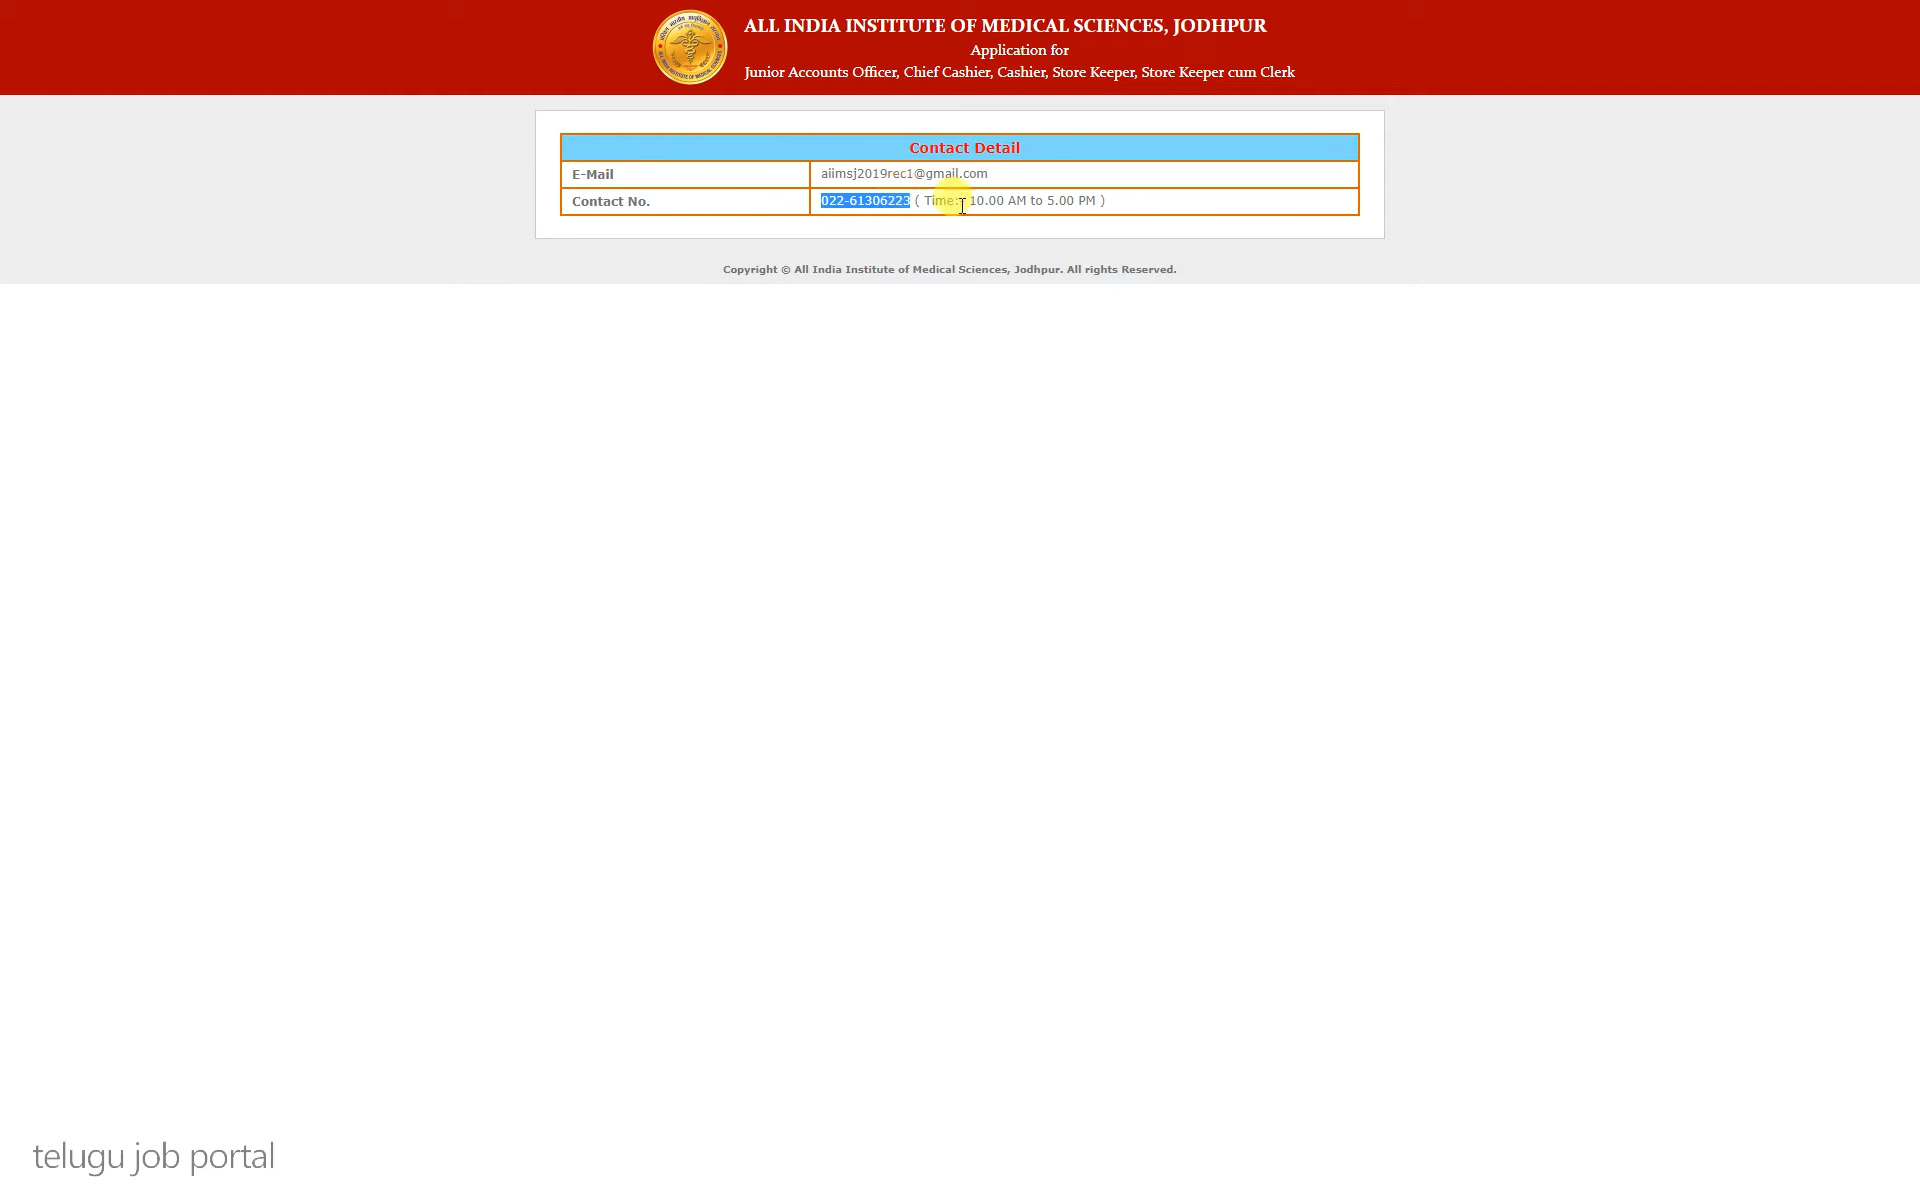 ALL INDIA INSTITUTE OF MEDICAL SCIENCES, JODHPUR
Application for
Junior Accounts Officer, Chief Cashier, Cashier, Store Keeper, Store Keeper cum Clerk
Contact Detail
E-Mail aiimsj2019rec1@gmail.com
Contact No. 022-61306223 ( Time: 10.00 AM to 5.00 PM )
Copyright © All India Institute of Medical Sciences, Jodhpur. All rights Reserved.
telugu job portal